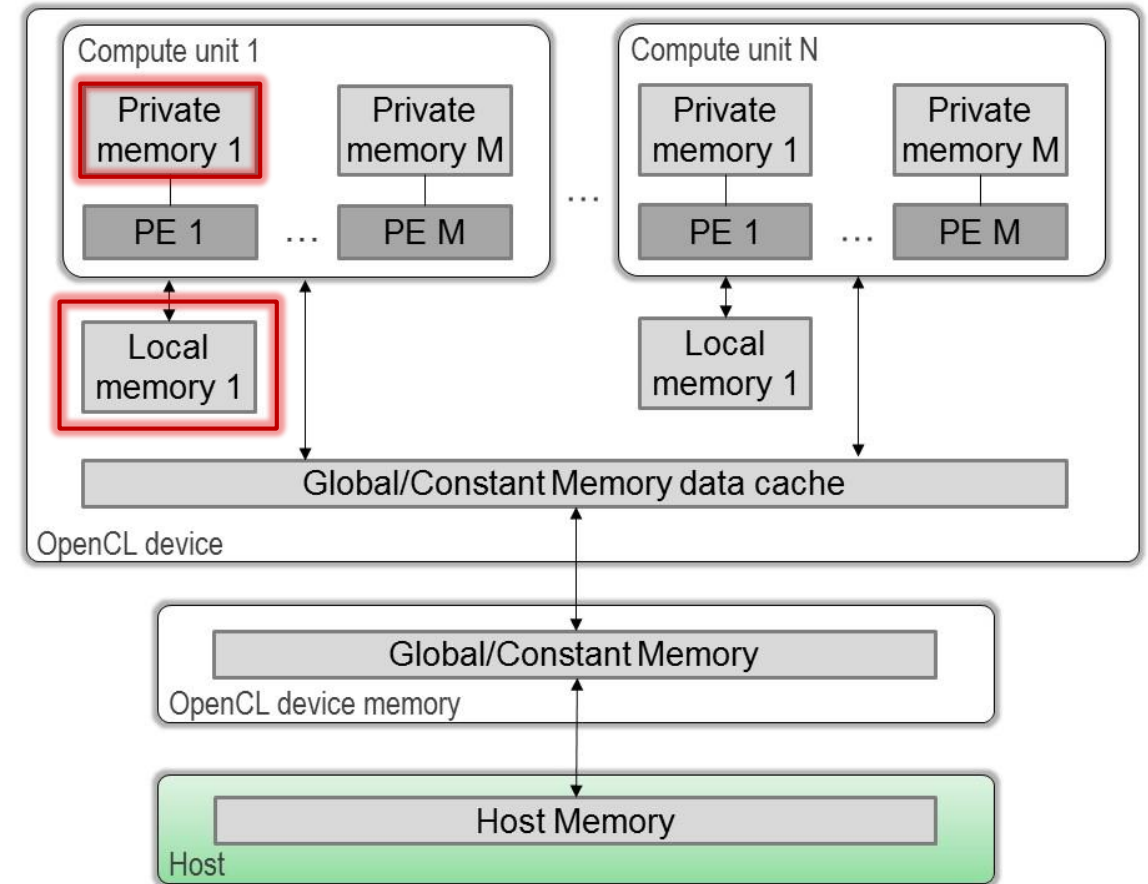 Compute unit 1
Private
memory 1
Private
memory M
PE 1
...
PE M
...
Compute unit N
Private
memory 1
Private
memory M
PE 1
...
PE M
Local
memory 1
Local
memory 1
Global/Constant Memory data cache
OpenCL device
Global/Constant Memory
OpenCL device memory
Host Memory
Host